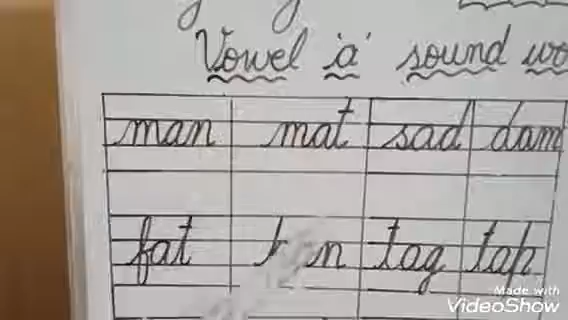 Vowel 'a' sound
man mat sad dam
fat tag tap
Made with
VideoShow